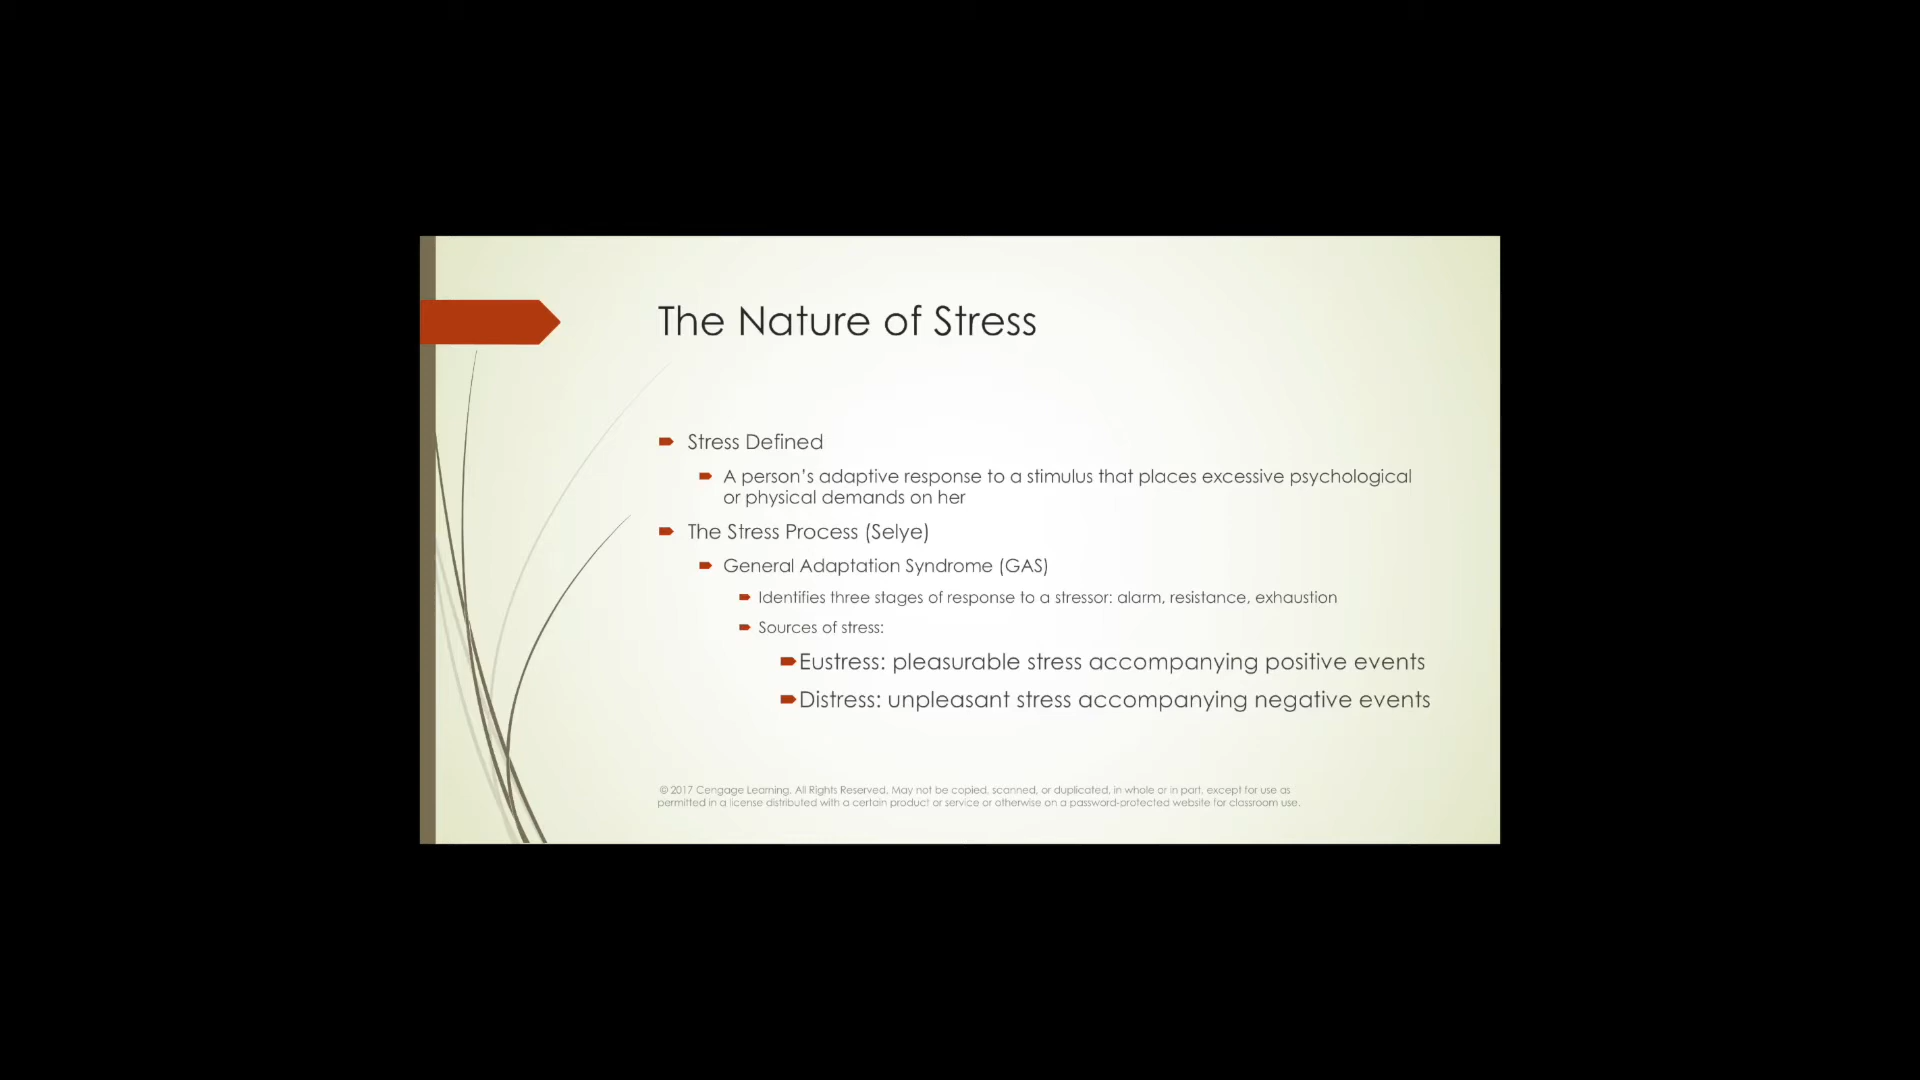 The Nature of Stress
Stress Defined
A person’s adaptive response to a stimulus that places excessive psychological
or physical demands on her
The Stress Process (Selye)
General Adaptation Syndrome (GAS)
Identifies three stages of response to a stressor: alarm, resistance, exhaustion
Sources of stress:
Eustress: pleasurable stress accompanying positive events
Distress: unpleasant stress accompanying negative events
© 2017 Cengage Learning. All Rights Reserved. May not be copied, scanned, or duplicated, in whole or in part, except for use as
permitted in a license distributed with a certain product or service or otherwise on a password-protected website for classroom use.